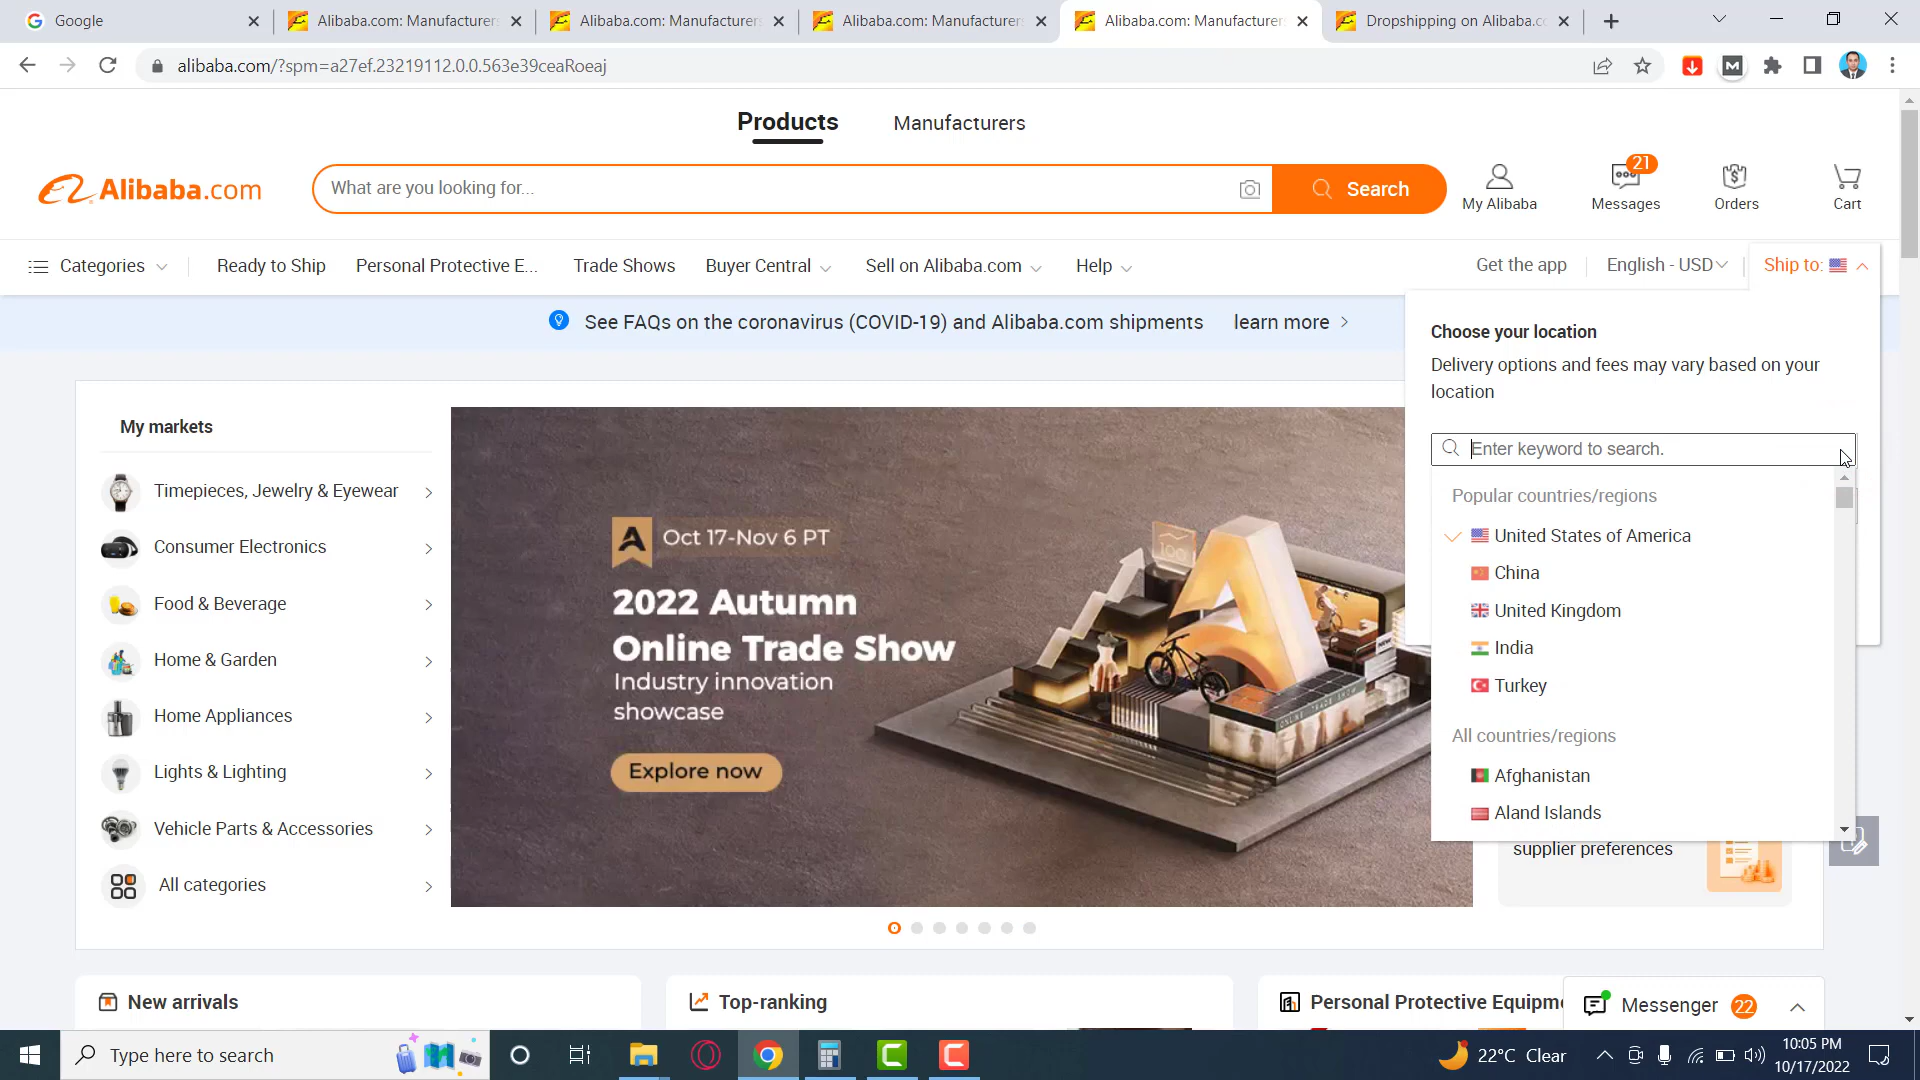 Google
Alibaba.com: Manufacturers
Alibaba.com: Manufacturers
Alibaba.com: Manufacturers
Alibaba.com: Manufacturers
Dropshipping on Alibaba.co
alibaba.com/?spm=a27ef.23219112.0.0.563e39ceaRoeaj
Products
Manufacturers
Alibaba.com
What are you looking for...
Search
My Alibaba
21
Messages
Orders
Cart
Categories
Ready to Ship
Personal Protective E...
Trade Shows
Buyer Central
Sell on Alibaba.com
Help
Get the app
English - USD
Ship to:
See FAQs on the coronavirus (COVID-19) and Alibaba.com shipments
learn more
Choose your location
Delivery options and fees may vary based on your
location
Enter keyword to search.
Popular countries/regions
United States of America
China
United Kingdom
India
Turkey
All countries/regions
Afghanistan
Aland Islands
supplier preferences
My markets
Timepieces, Jewelry & Eyewear
Consumer Electronics
Food & Beverage
Home & Garden
Home Appliances
Lights & Lighting
Vehicle Parts & Accessories
All categories
A
Oct 17-Nov 6 PT
2022 Autumn
Online Trade Show
Industry innovation
showcase
Explore now
New arrivals
Top-ranking
Personal Protective Equipme
Messenger
22
Type here to search
22°C Clear
10:05 PM
10/17/2022